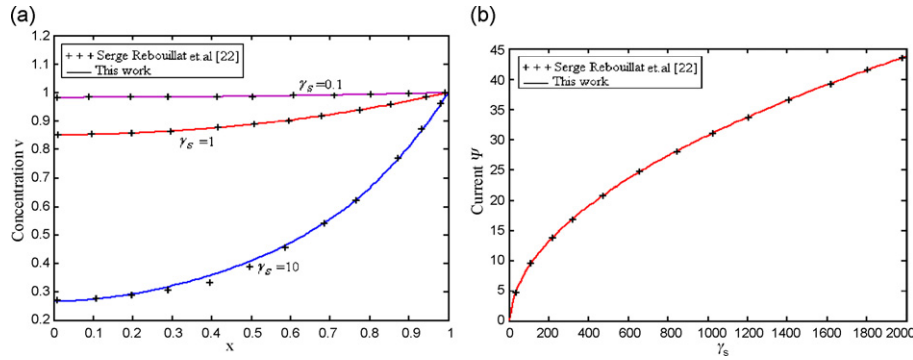 (a)
1.2
1.1
1
0.9
0.8
0.7
0.6
0.5
0.4
0.3
0.2
Concentration v
+ + + Serge Rebouillat et.al [22]
This work
γs=0.1
γs=1
γs=10
0 0.1 0.2 0.3 0.4 0.5 0.6 0.7 0.8 0.9 1
x
(b)
45
40
35
30
25
20
15
10
5
0
Current Ψ
+ + + Serge Rebouillat et.al [22]
This work
0 200 400 600 800 1000 1200 1400 1600 1800 2000
γs